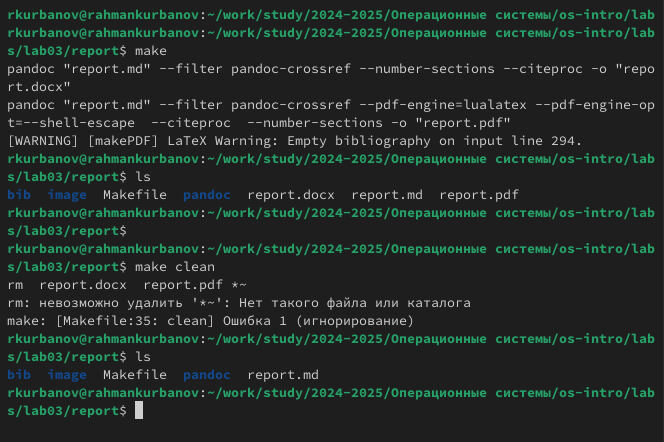 rkurbanov@rahmankurbanov:~/work/study/2024-2025/Операционные системы/os-intro/lab
rkurbanov@rahmankurbanov:~/work/study/2024-2025/Операционные системы/os-intro/lab
s/lab03/report$ make
pandoc "report.md" --filter pandoc-crossref --number-sections --citeproc -o "repo
rt.docx"
pandoc "report.md" --filter pandoc-crossref --pdf-engine=lualatex --pdf-engine-op
t=--shell-escape  --citeproc  --number-sections -o "report.pdf"
[WARNING] [makePDF] LaTeX Warning: Empty bibliography on input line 294.
rkurbanov@rahmankurbanov:~/work/study/2024-2025/Операционные системы/os-intro/lab
s/lab03/report$ ls
bib  image  Makefile  pandoc  report.docx  report.md  report.pdf
rkurbanov@rahmankurbanov:~/work/study/2024-2025/Операционные системы/os-intro/lab
s/lab03/report$
rkurbanov@rahmankurbanov:~/work/study/2024-2025/Операционные системы/os-intro/lab
s/lab03/report$ make clean
rm  report.docx  report.pdf *~
rm: невозможно удалить '*~': Нет такого файла или каталога
make: [Makefile:35: clean] Ошибка 1 (игнорирование)
rkurbanov@rahmankurbanov:~/work/study/2024-2025/Операционные системы/os-intro/lab
s/lab03/report$ ls
bib  image  Makefile  pandoc  report.md
rkurbanov@rahmankurbanov:~/work/study/2024-2025/Операционные системы/os-intro/lab
s/lab03/report$